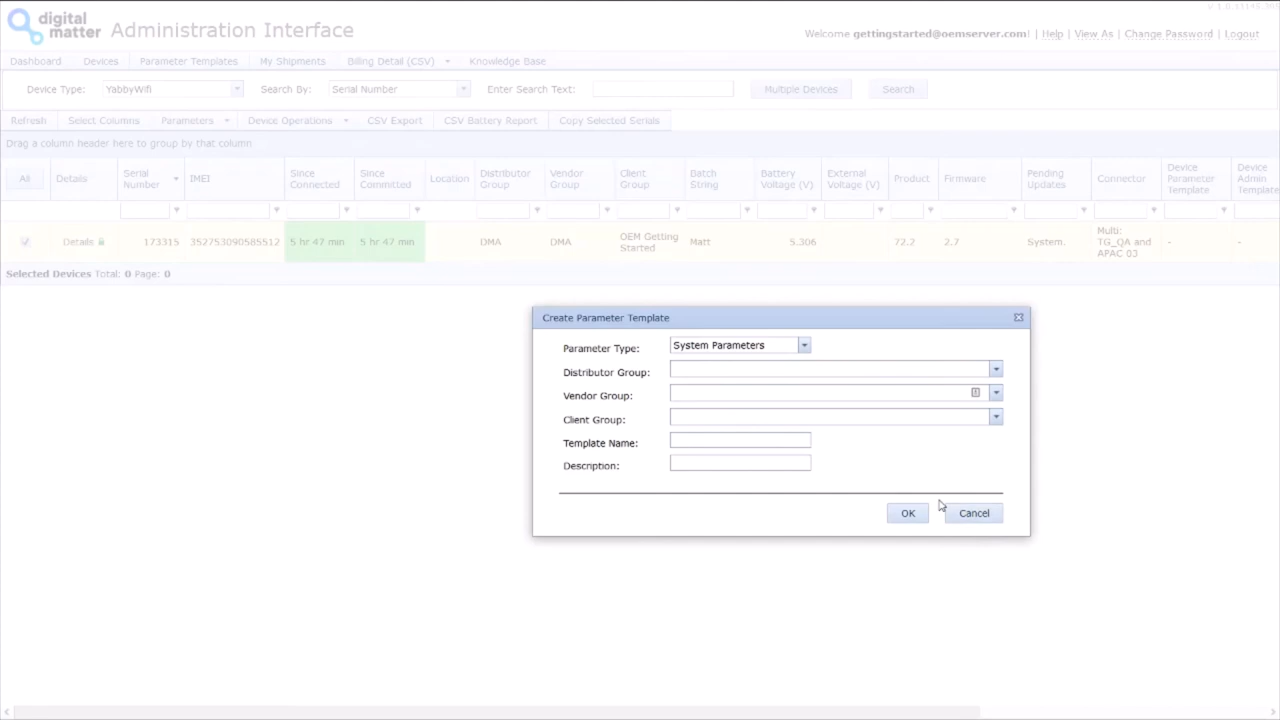 digital
matter
Administration Interface
Welcome gettingstarted@oemserver.com! | Help | View As | Change Password | Logout
Dashboard Devices Parameter Templates My Shipments Billing Detail (CSV) Knowledge Base
Device Type: YabbyWifi Search By: Serial Number Enter Search Text: Multiple Devices Search
Refresh Select Columns Parameters Device Operations CSV Export CSV Battery Report Copy Selected Serials
Drag a column header here to group by that column
All Details Serial Number IMEI Since Connected Since Committed Location Distributor Group Vendor Group Client Group Batch String Battery Voltage (V) External Voltage (V) Product Firmware Pending Updates Connector Device Parameter Template Device Admin Template
Details 173315 352753090585512 5 hr 47 min 5 hr 47 min DMA DMA OEM Getting Started Matt 5.306 72.2 2.7 System. Multi: TG_QA and APAC 03 - -
Selected Devices Total: 0 Page: 0
Create Parameter Template
Parameter Type: System Parameters
Distributor Group:
Vendor Group:
Client Group:
Template Name:
Description:
OK Cancel